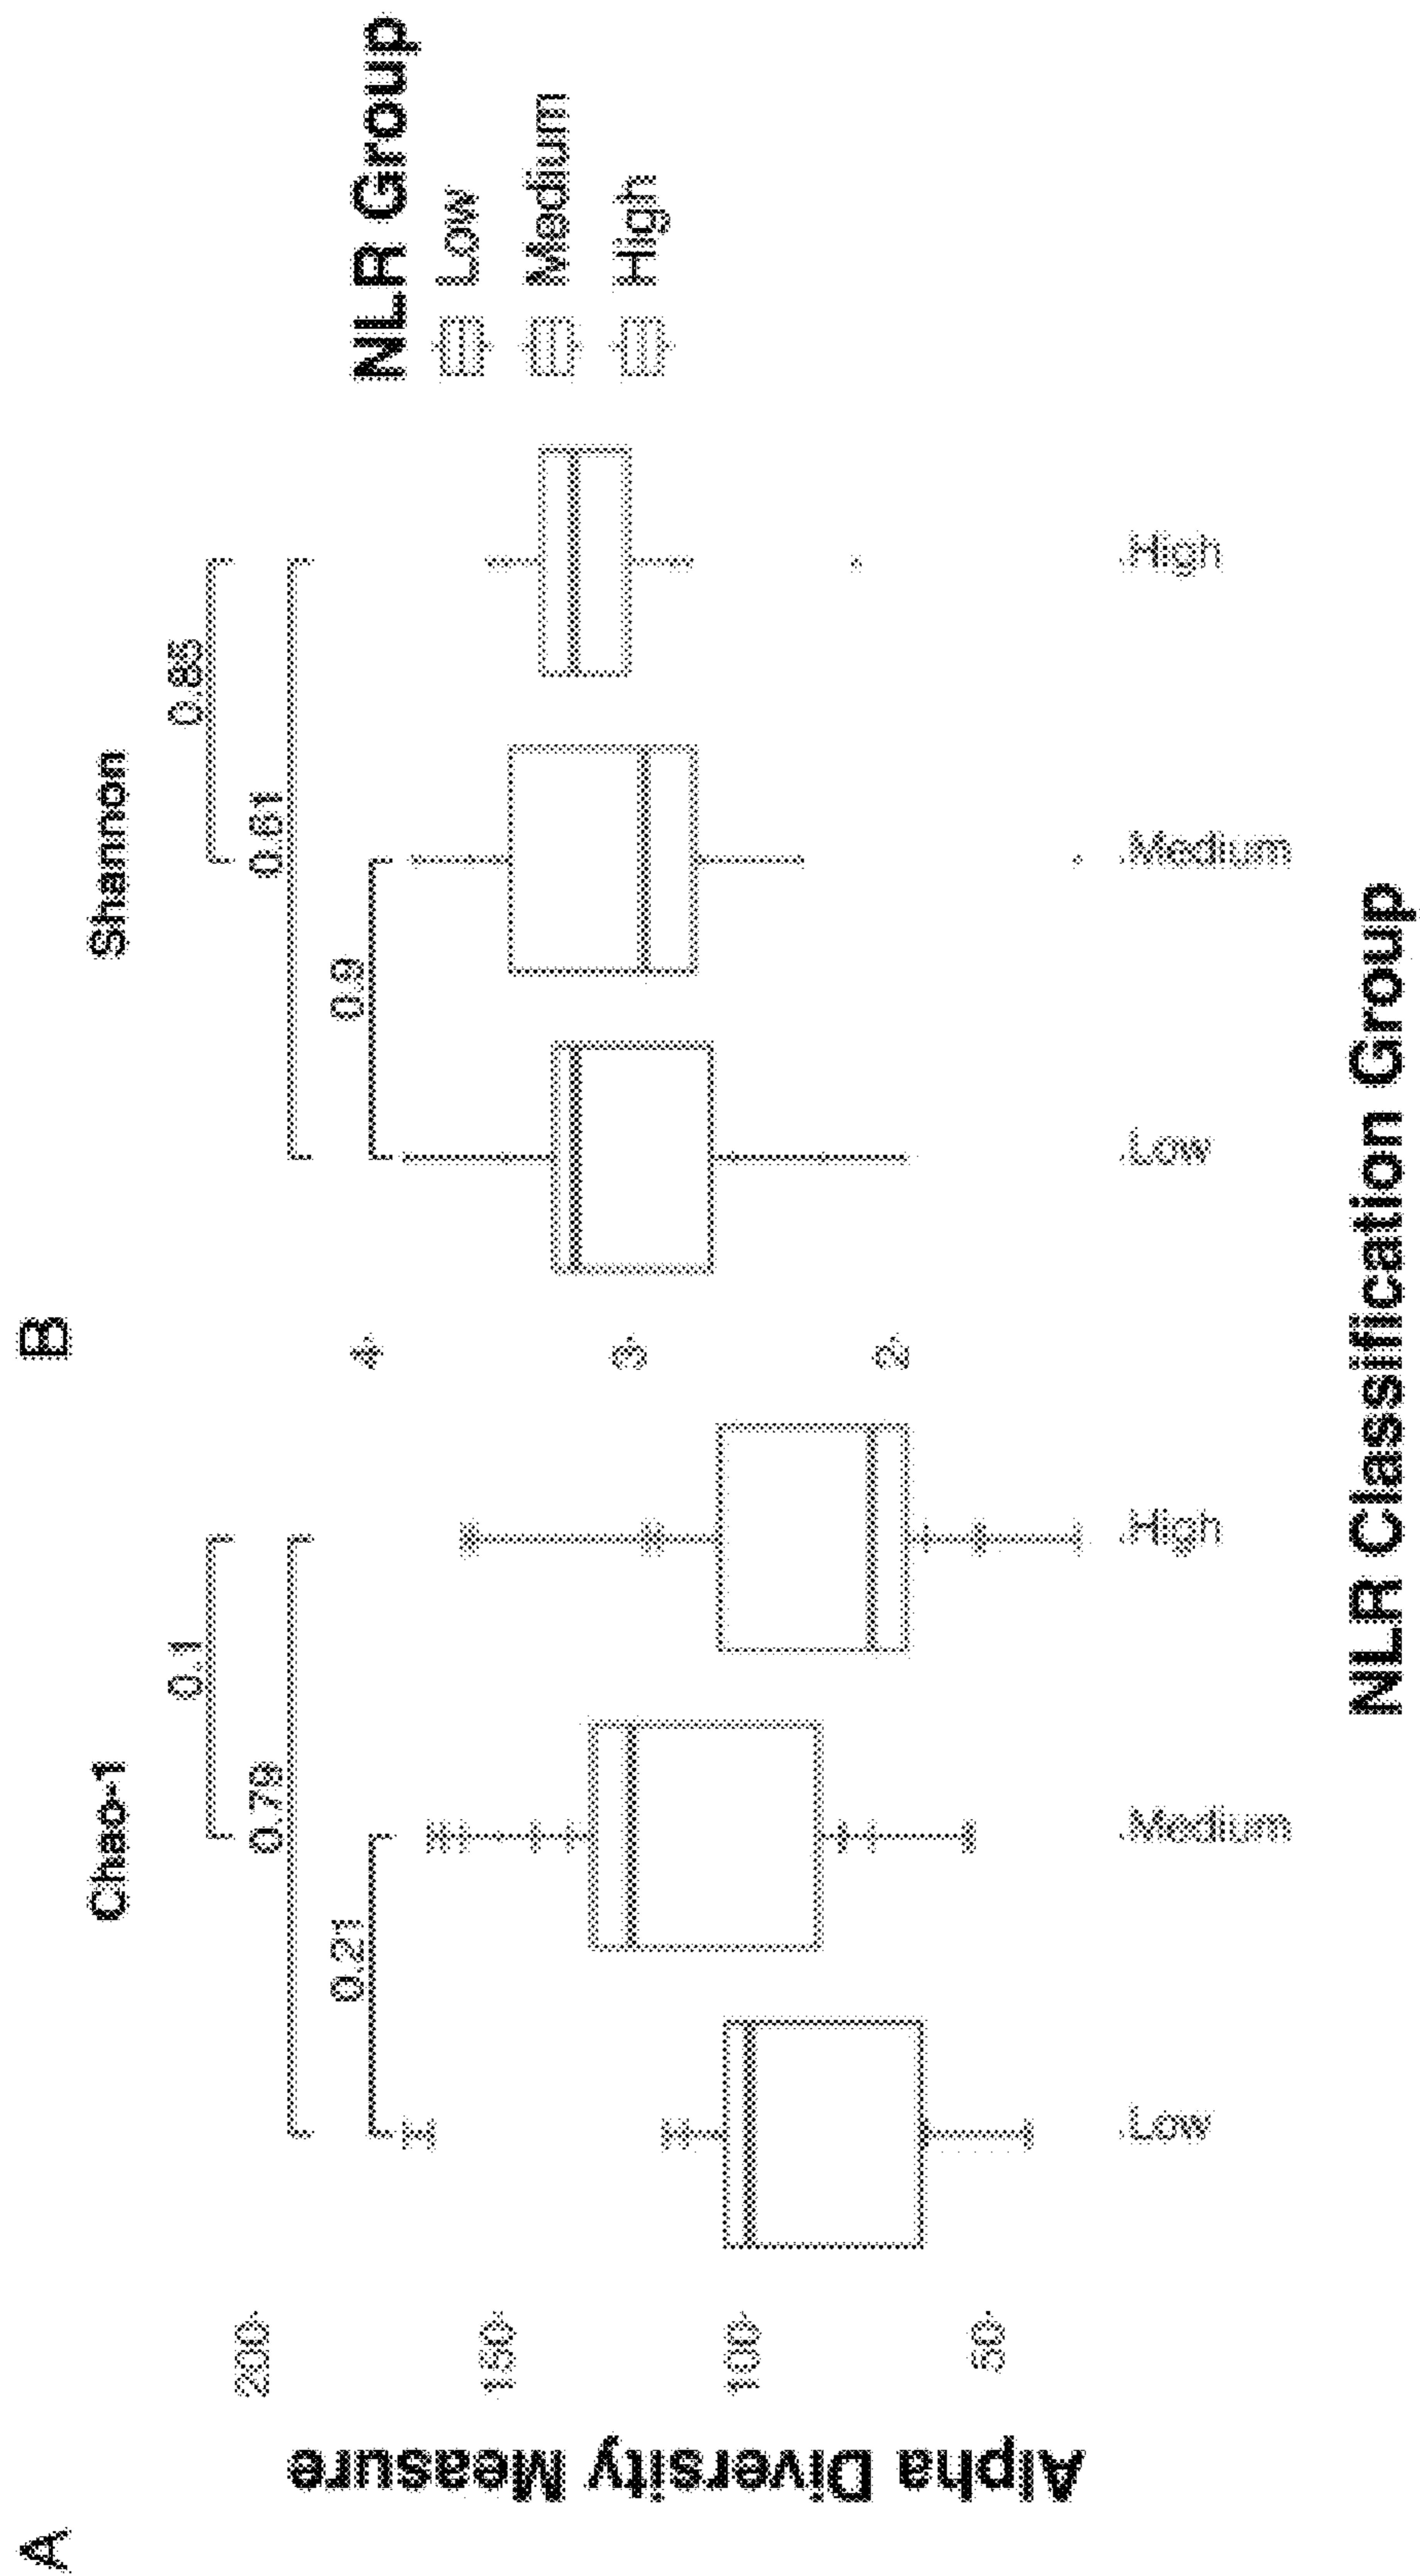 A
B
Chao-1
Shannon
0.1
0.79
0.21
0.85
0.61
0.9
Alpha Diversity Measure
200
150
100
50
4
3
2
Low
Medium
High
Low
Medium
High
NLR Classification Group
NLR Group
Low
Medium
High